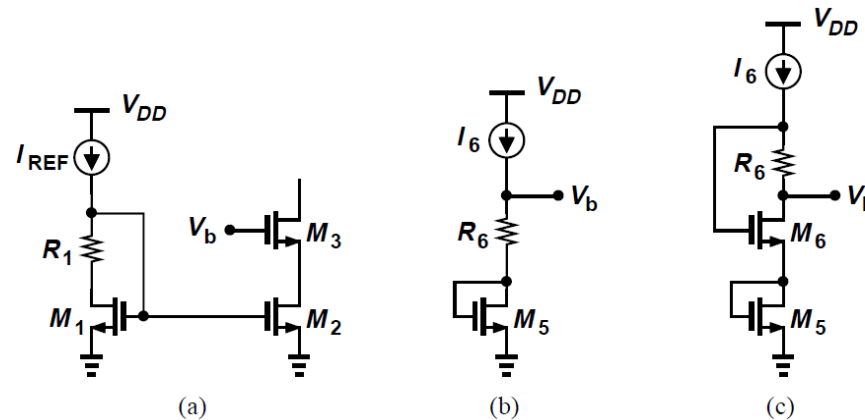 V_DD
I_REF
R_1
M_1
V_b
M_3
M_2
(a)
V_DD
I_6
V_b
R_6
M_5
(b)
V_DD
I_6
R_6
V
M_6
M_5
(c)